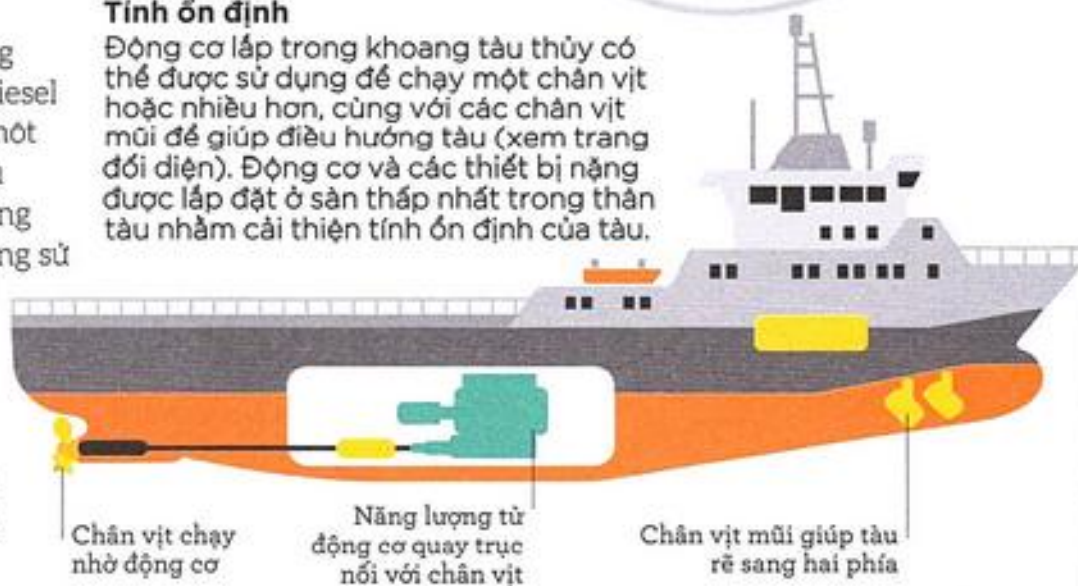 Tính ổn định
Động cơ lắp trong khoang tàu thủy có
thể được sử dụng để chạy một chân vịt
hoặc nhiều hơn, cùng với các chân vịt
mũi để giúp điều hướng tàu (xem trang
đối diện). Động cơ và các thiết bị nặng
được lắp đặt ở sàn thấp nhất trong thân
tàu nhằm cải thiện tính ổn định của tàu.
Chân vịt chạy
nhờ động cơ
Năng lượng từ
động cơ quay trục
nối với chân vịt
Chân vịt mũi giúp tàu
rẽ sang hai phía